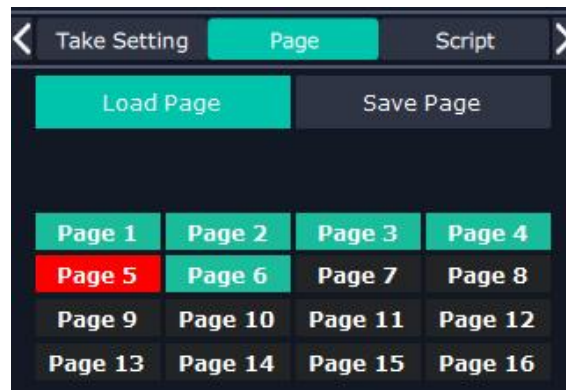 Take Setting Page Script
Load Page Save Page
Page 1 Page 2 Page 3 Page 4
Page 5 Page 6 Page 7 Page 8
Page 9 Page 10 Page 11 Page 12
Page 13 Page 14 Page 15 Page 16